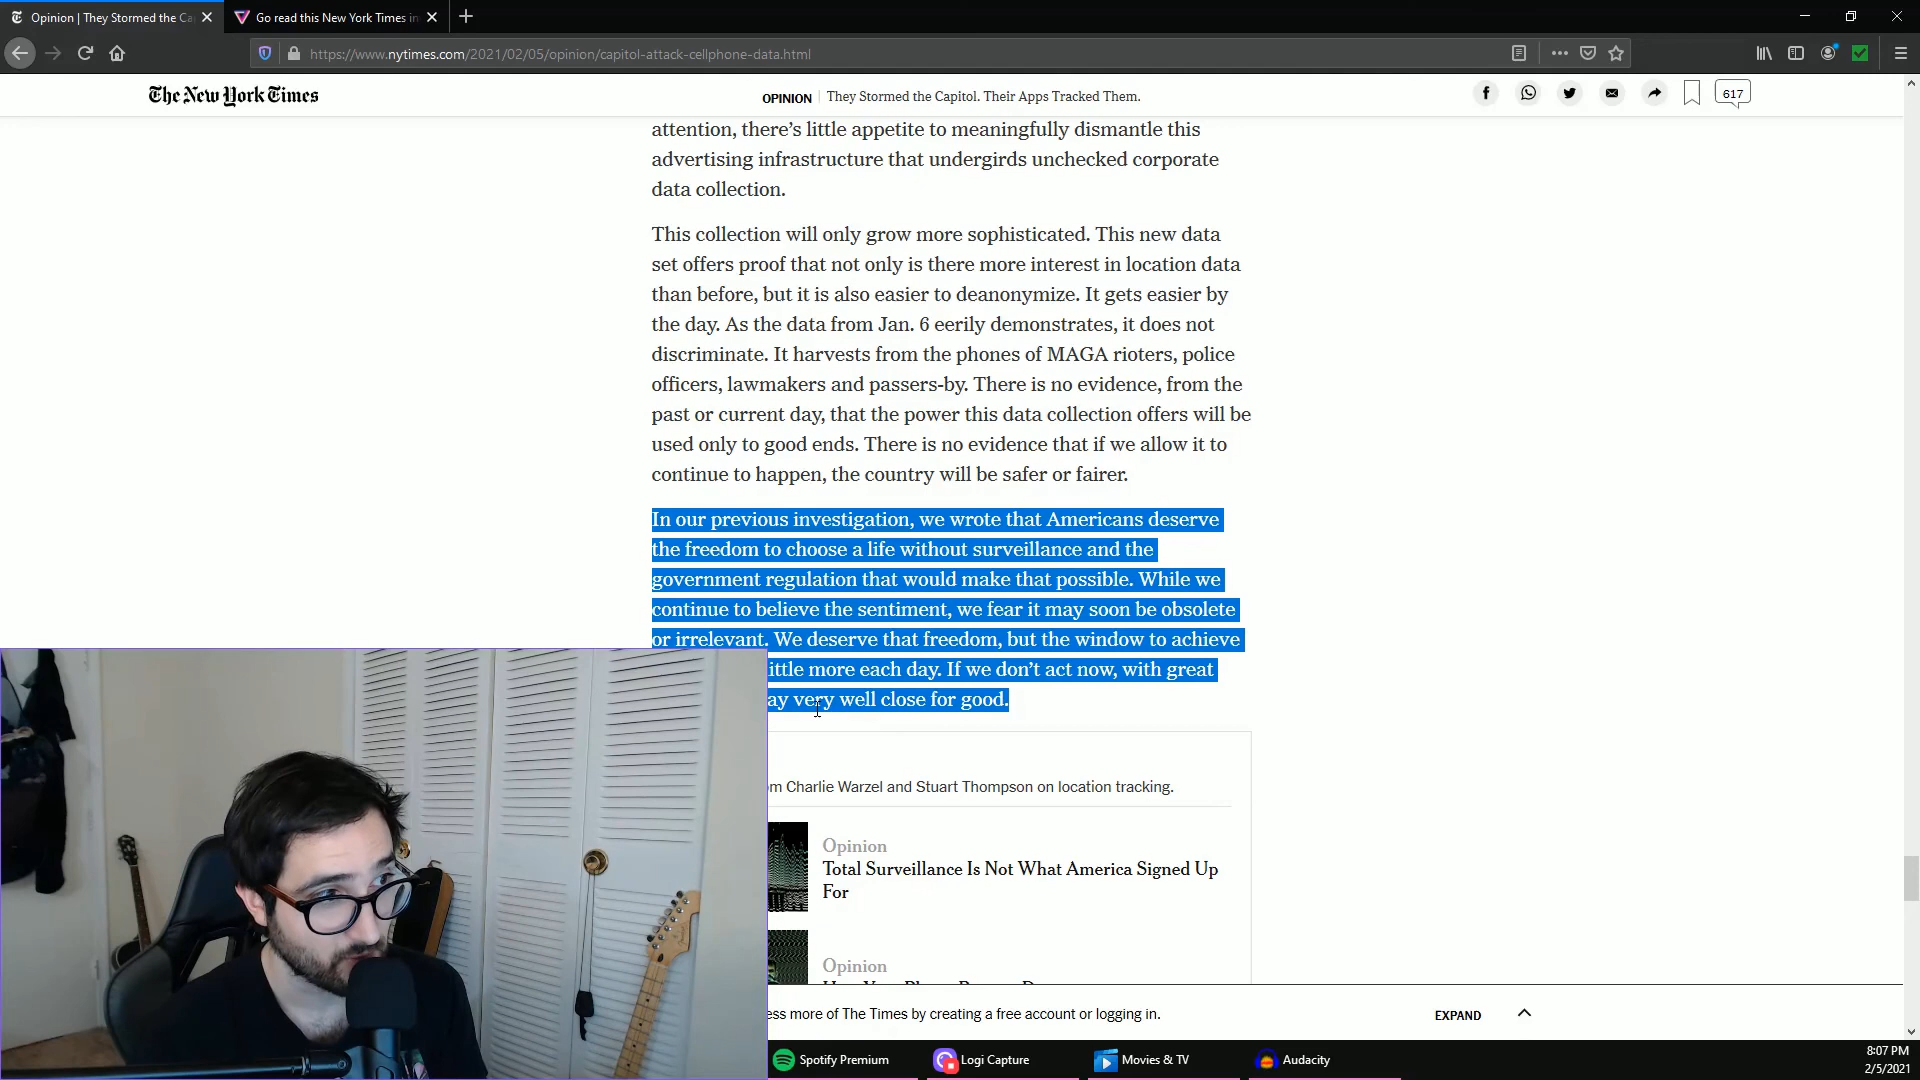 Opinion | They Stormed the Ca
Go read this New York Times in
https://www.nytimes.com/2021/02/05/opinion/capitol-attack-cellphone-data.html
The New York Times
OPINION
They Stormed the Capitol. Their Apps Tracked Them.
617
attention, there's little appetite to meaningfully dismantle this
advertising infrastructure that undergirds unchecked corporate
data collection.
This collection will only grow more sophisticated. This new data
set offers proof that not only is there more interest in location data
than before, but it is also easier to deanonymize. It gets easier by
the day. As the data from Jan. 6 eerily demonstrates, it does not
discriminate. It harvests from the phones of MAGA rioters, police
officers, lawmakers and passers-by. There is no evidence, from the
past or current day, that the power this data collection offers will be
used only to good ends. There is no evidence that if we allow it to
continue to happen, the country will be safer or fairer.
In our previous investigation, we wrote that Americans deserve
the freedom to choose a life without surveillance and the
government regulation that would make that possible. While we
continue to believe the sentiment, we fear it may soon be obsolete
or irrelevant. We deserve that freedom, but the window to achieve
ittle more each day. If we don't act now, with great
ay very well close for good.
om Charlie Warzel and Stuart Thompson on location tracking.
Opinion
Total Surveillance Is Not What America Signed Up
For
Opinion
ess more of The Times by creating a free account or logging in.
EXPAND
Spotify Premium
Logi Capture
Movies & TV
Audacity
8:07 PM
2/5/2021